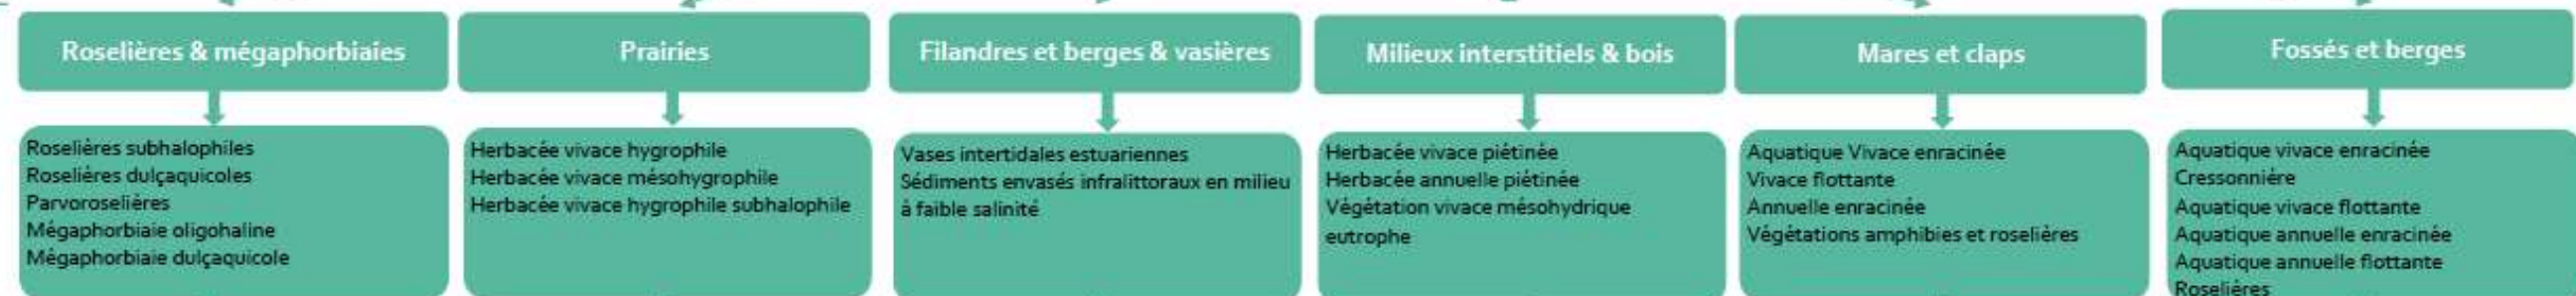 Roselières & mégaphorbiaies
Roselières subhalophiles
Roselières dulçaquicoles
Parvoroselières
Mégaphorbiaie oligohaline
Mégaphorbiaie dulçaquicole
Prairies
Herbacée vivace hygrophile
Herbacée vivace mésohygrophile
Herbacée vivace hygrophile subhalophile
Filandres et berges & vasières
Vases intertidales estuariennes
Sédiments envasés infralittoraux en milieu
à faible salinité
Milieux interstitiels & bois
Herbacée vivace piétinée
Herbacée annuelle piétinée
Végétation vivace mésohydrique
eutrophe
Mares et claps
Aquatique Vivace enracinée
Vivace flottante
Annuelle enracinée
Végétations amphibies et roselières
Fossés et berges
Aquatique vivace enracinée
Cressonnière
Aquatique vivace flottante
Aquatique annuelle enracinée
Aquatique annuelle flottante
Roselières